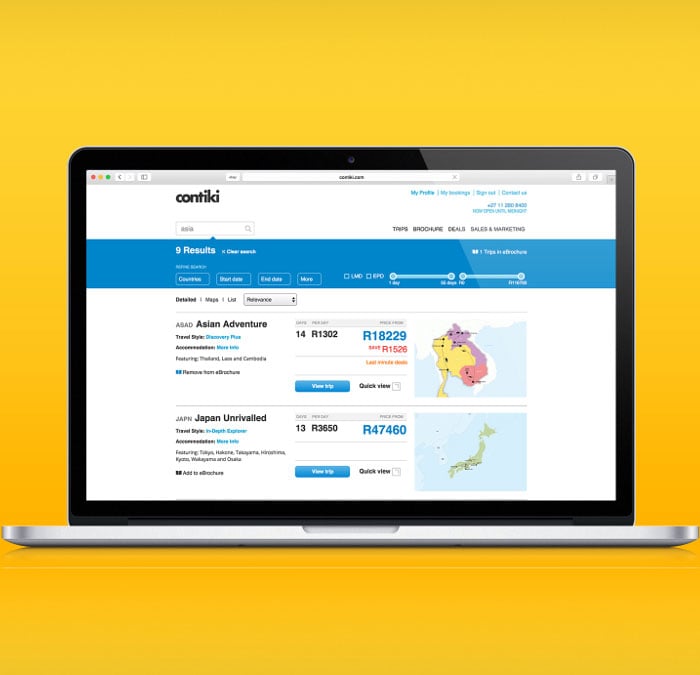 contiki.com
contiki
My Profile | My bookings | Sign out | Contact us
+27 11 280 8400
NOW OPEN UNTIL MIDNIGHT
asia
TRIPS BROCHURE DEALS SALES & MARKETING
9 Results x Clear search
1 Trips in eBrochure
REFINE SEARCH
Countries Start date End date More
LMD EPD
1 day 55 days R0
Detailed | Maps | List Relevance
ASAD Asian Adventure
Travel Style: Discovery Plus
Accommodation: More Info
Featuring: Thailand, Laos and Cambodia
Remove from eBrochure
DAYS PER DAY PRICE FROM
14 R1302 R18229
SAVE R1526
Last minute deals
View trip Quick view
JAPN Japan Unrivalled
Travel Style: In-Depth Explorer
Accommodation: More Info
Featuring: Tokyo, Hakone, Takayama, Hiroshima,
Kyoto, Wakayama and Osaka
Add to eBrochure
DAYS PER DAY PRICE FROM
13 R3650 R47460
View trip Quick view